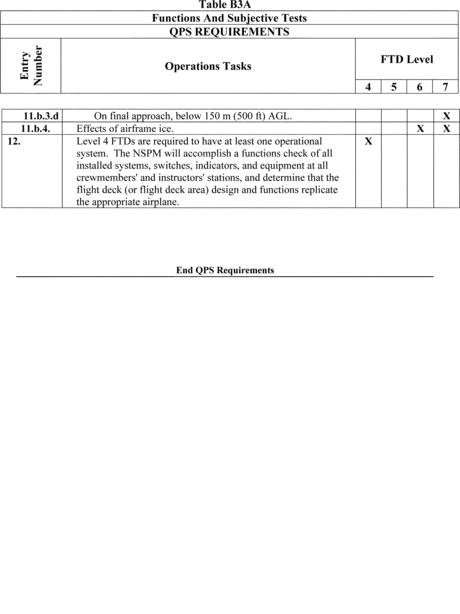 Table B3A
Functions And Subjective Tests
QPS REQUIREMENTS
Entry
Number
Operations Tasks
FTD Level
4 5 6 7
11.b.3.d On final approach, below 150 m (500 ft) AGL. X
11.b.4. Effects of airframe ice. X X
12. Level 4 FTDs are required to have at least one operational X
system. The NSPM will accomplish a functions check of all
installed systems, switches, indicators, and equipment at all
crewmembers' and instructors' stations, and determine that the
flight deck (or flight deck area) design and functions replicate
the appropriate airplane.
End QPS Requirements